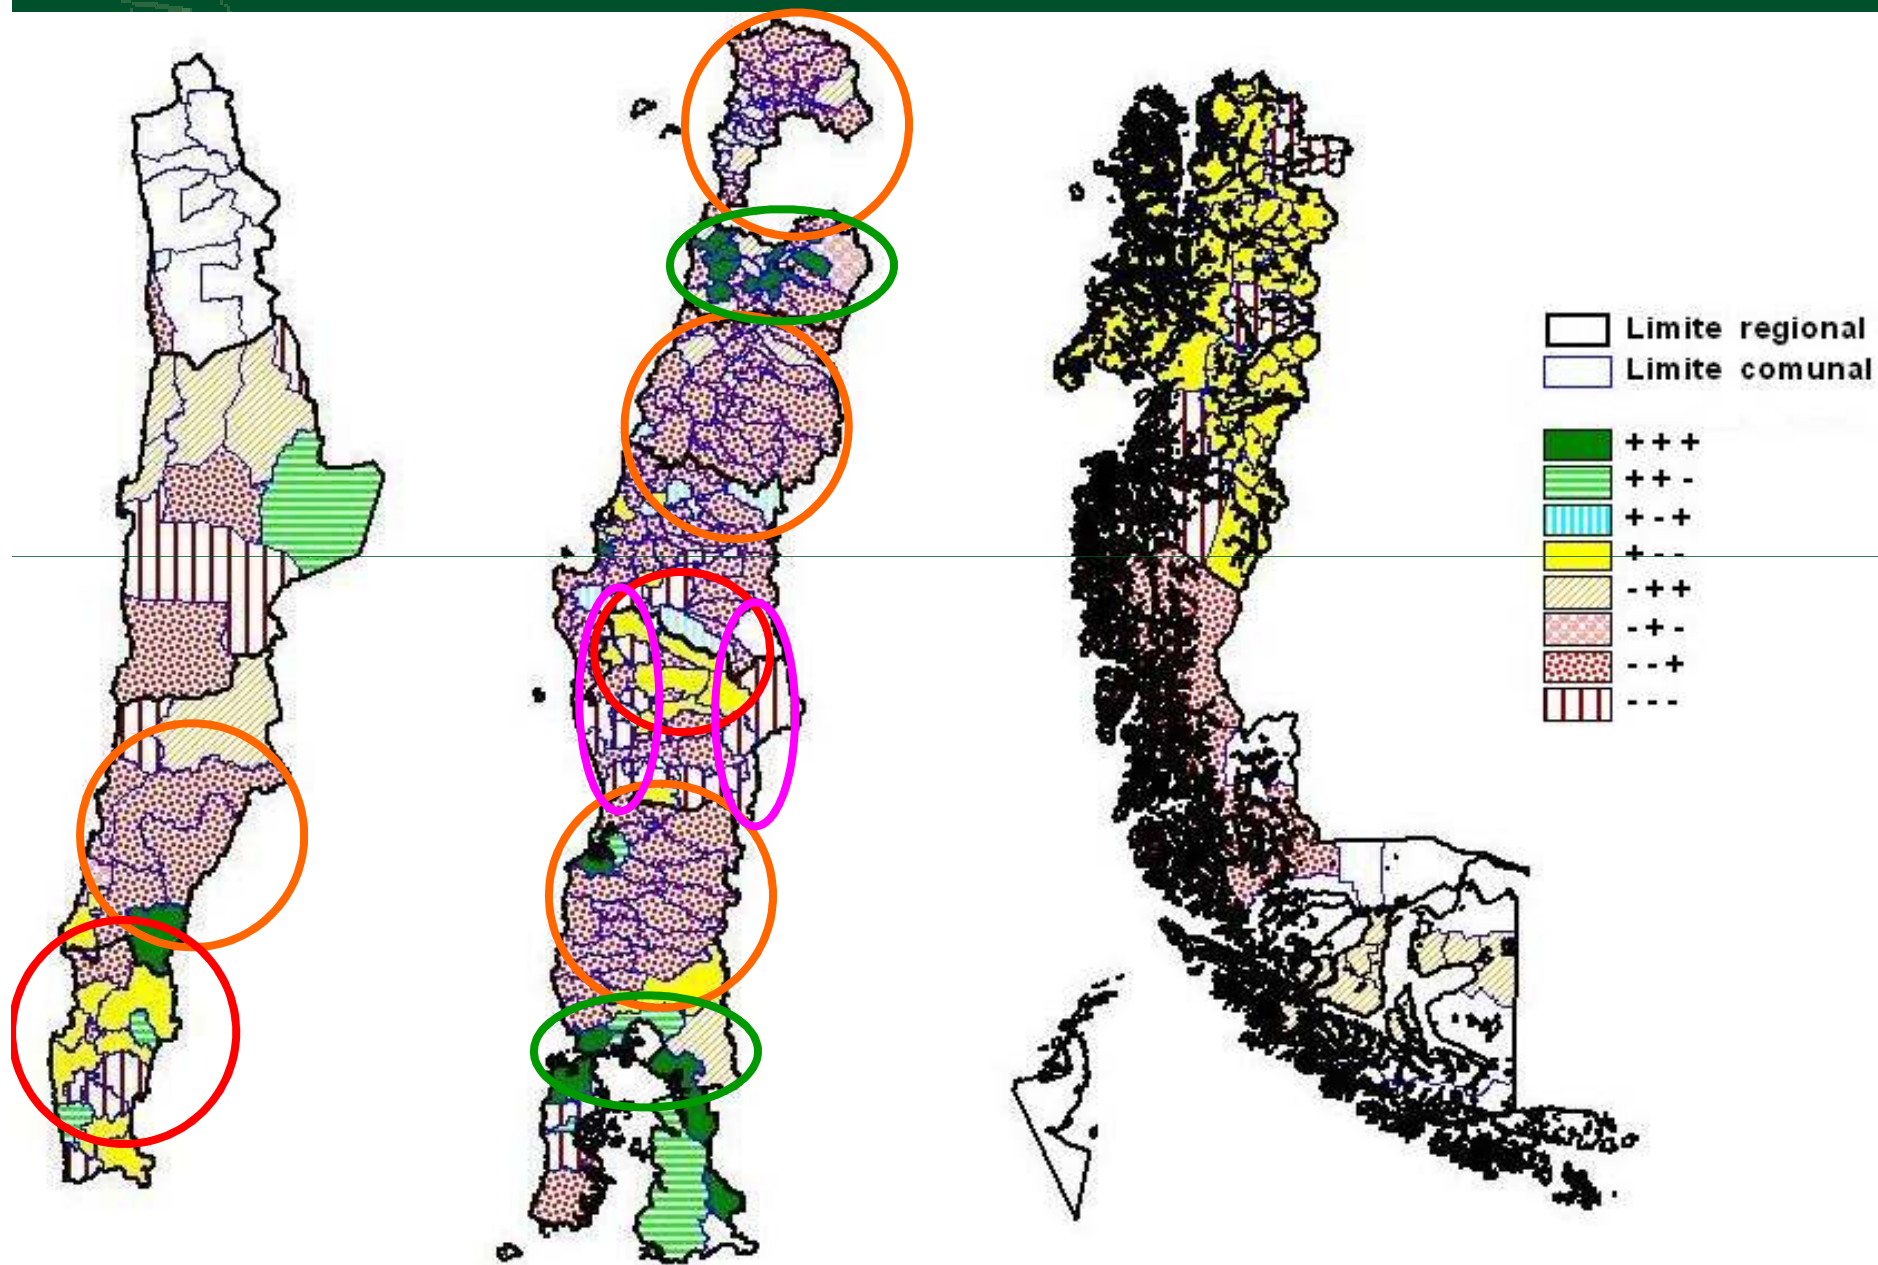 Limite regional
Limite comunal
+ + +
+ + -
+ - +
+ - -
- + +
- + -
- - +
- - -